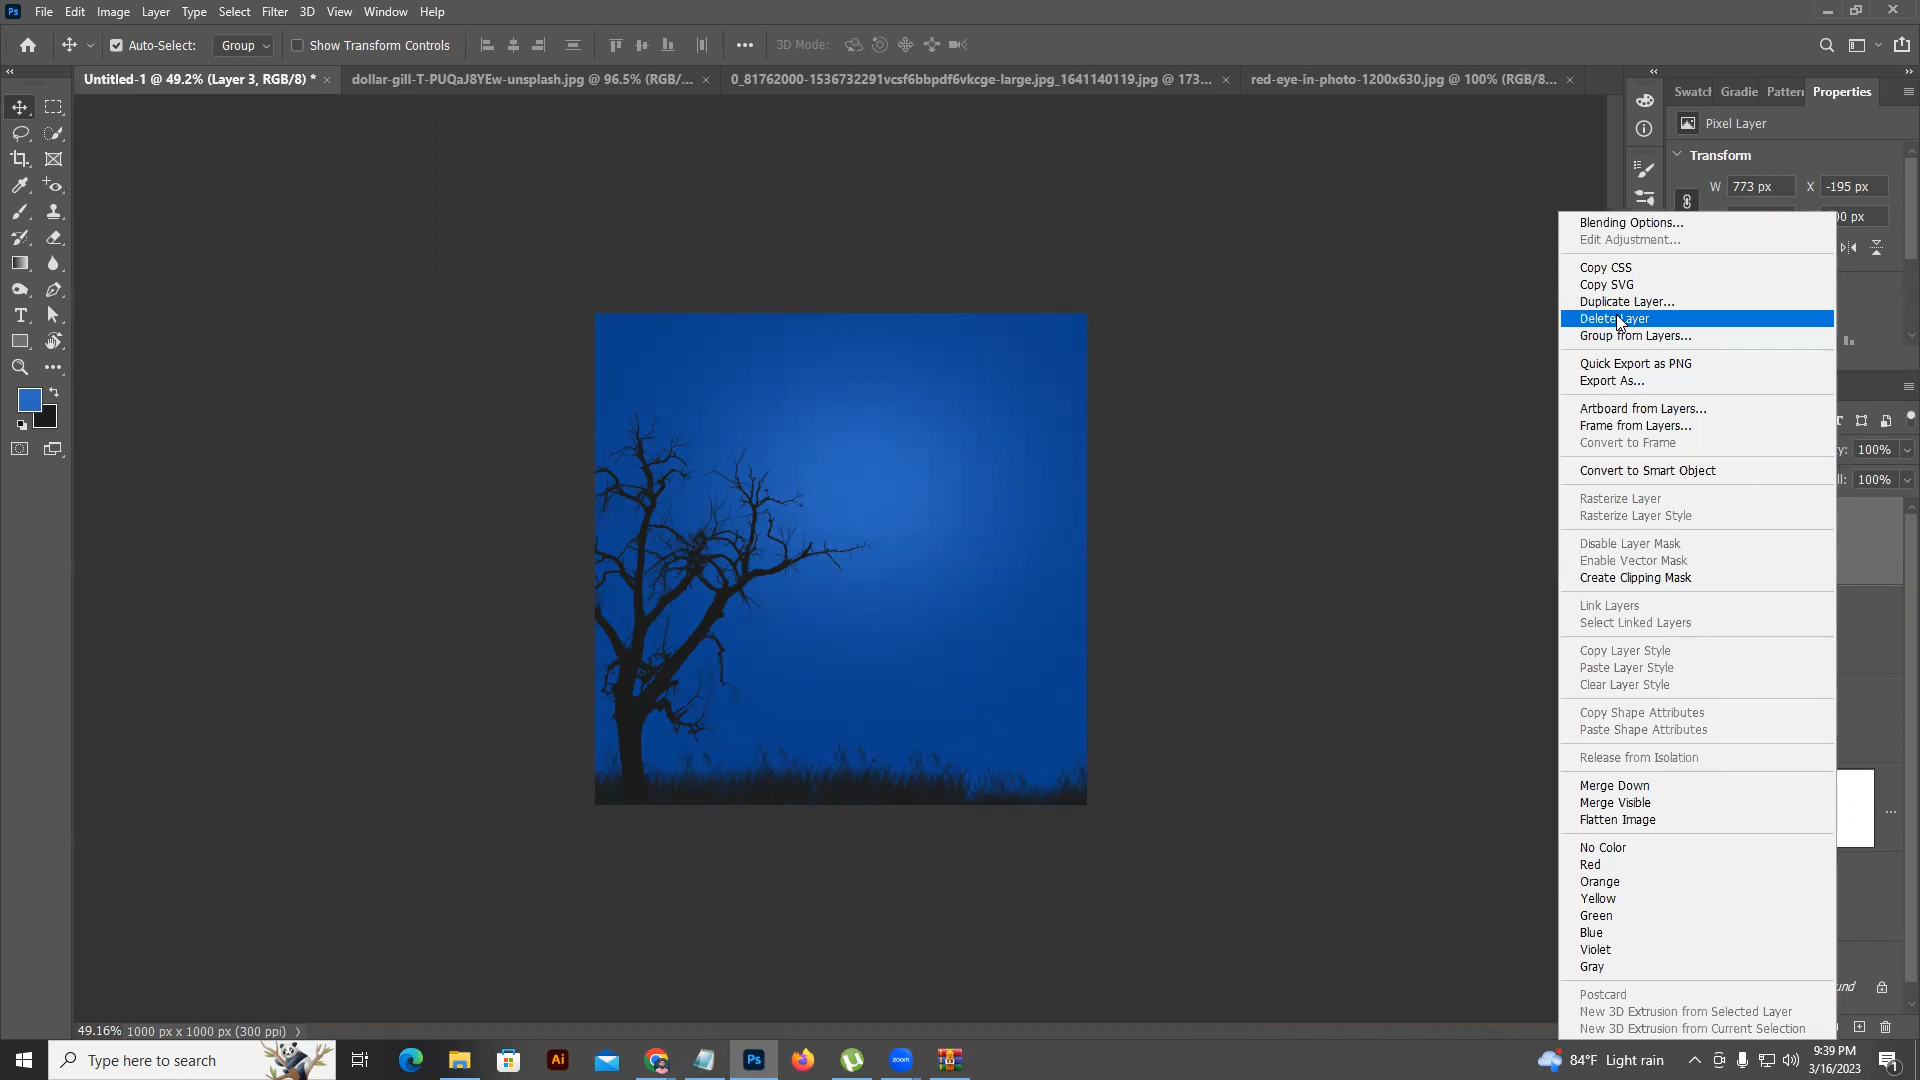 Ps File Edit Image Layer Type Select Filter 3D View Window Help
Auto-Select: Group Show Transform Controls 3D Mode:
Untitled-1 @ 49.2% (Layer 3, RGB/8) * × dollar-gill-T-PUQaJ8YEw-unsplash.jpg @ 96.5% (RGB/... × 0_81762000-1536732291vcsf6bbpdf6vkcge-large.jpg_1641140119.jpg @ 173... × red-eye-in-photo-1200x630.jpg @ 100% (RGB/8... ×
Swatch Gradie Pattern Properties
Pixel Layer
Transform
W 773 px X -195 px
px
Blending Options...
Edit Adjustment...
Copy CSS
Copy SVG
Duplicate Layer...
Delete Layer
Group from Layers...
Quick Export as PNG
Export As...
Artboard from Layers...
Frame from Layers...
Convert to Frame
100%
Convert to Smart Object
100%
Rasterize Layer
Rasterize Layer Style
Disable Layer Mask
Enable Vector Mask
Create Clipping Mask
Link Layers
Select Linked Layers
Copy Layer Style
Paste Layer Style
Clear Layer Style
Copy Shape Attributes
Paste Shape Attributes
Release from Isolation
Merge Down
Merge Visible
Flatten Image
No Color
Red
Orange
Yellow
Green
Blue
Violet
Gray
Postcard
New 3D Extrusion from Selected Layer
New 3D Extrusion from Current Selection
49.16% 1000 px x 1000 px (300 ppi)
Type here to search Ai Ps zoom 84°F Light rain 9:39 PM
3/16/2023 1